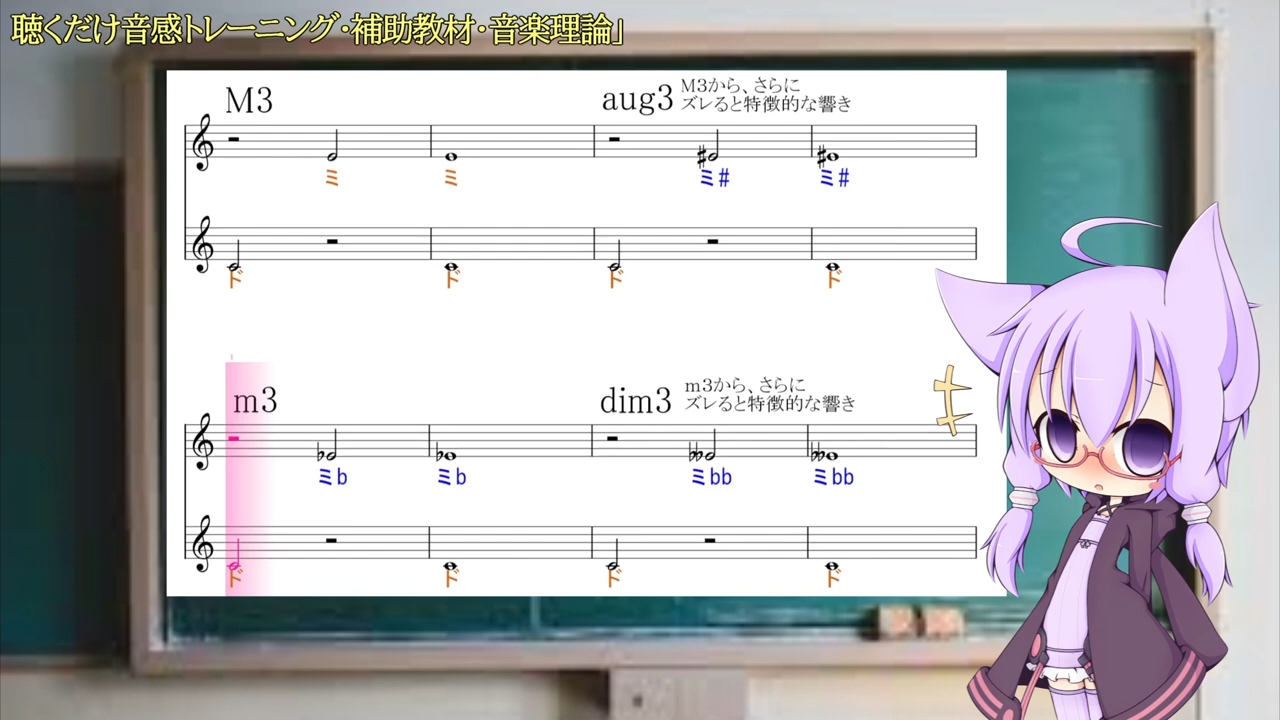 聴くだけ音感トレーニング・補助教材・音楽理論」
M3
aug3 M3から、さらに
ズレると特徴的な響き
ミ ミ ミ# ミ#
ド ド ド ド
m3
dim3 m3から、さらに
ズレると特徴的な響き
ミb ミb ミbb ミbb
ド ド ド ド